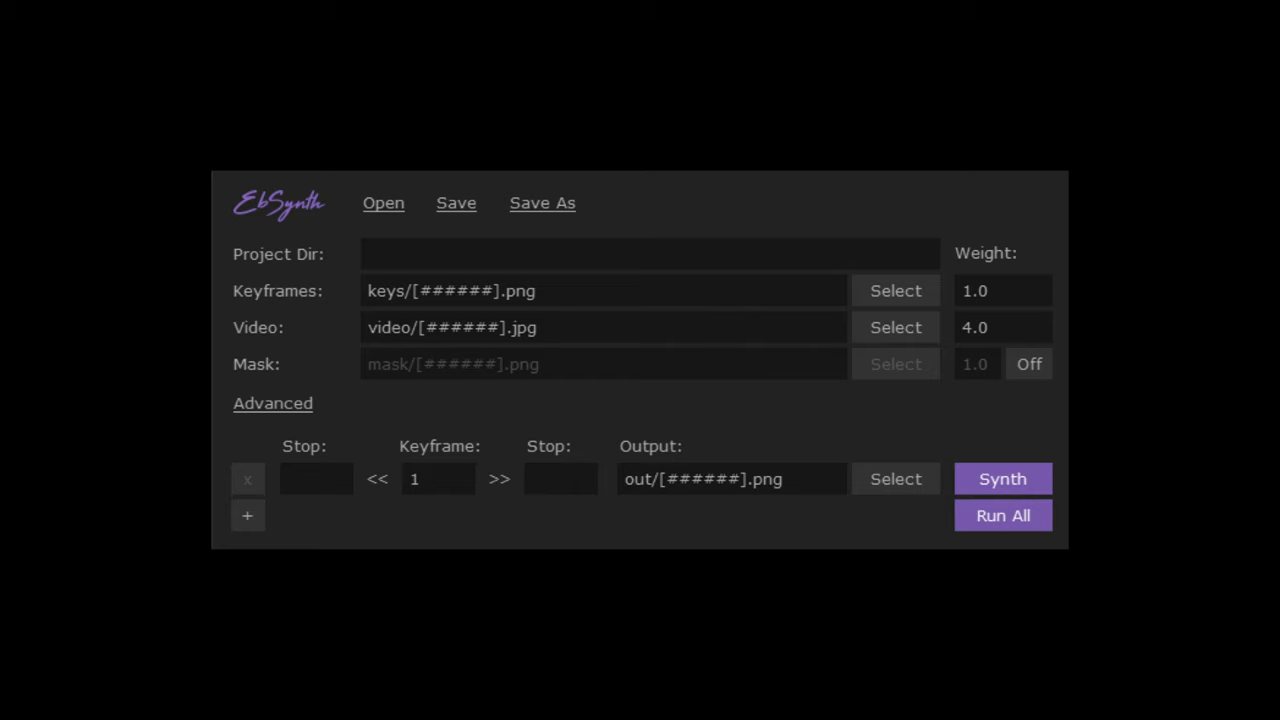 EbSynth Open Save Save As
Project Dir: Weight:
Keyframes: keys/[######].png Select 1.0
Video: video/[######].jpg Select 4.0
Mask: mask/[######].png Select 1.0 Off
Advanced
Stop: Keyframe: Stop: Output:
x << 1 >> out/[######].png Select Synth
+ Run All